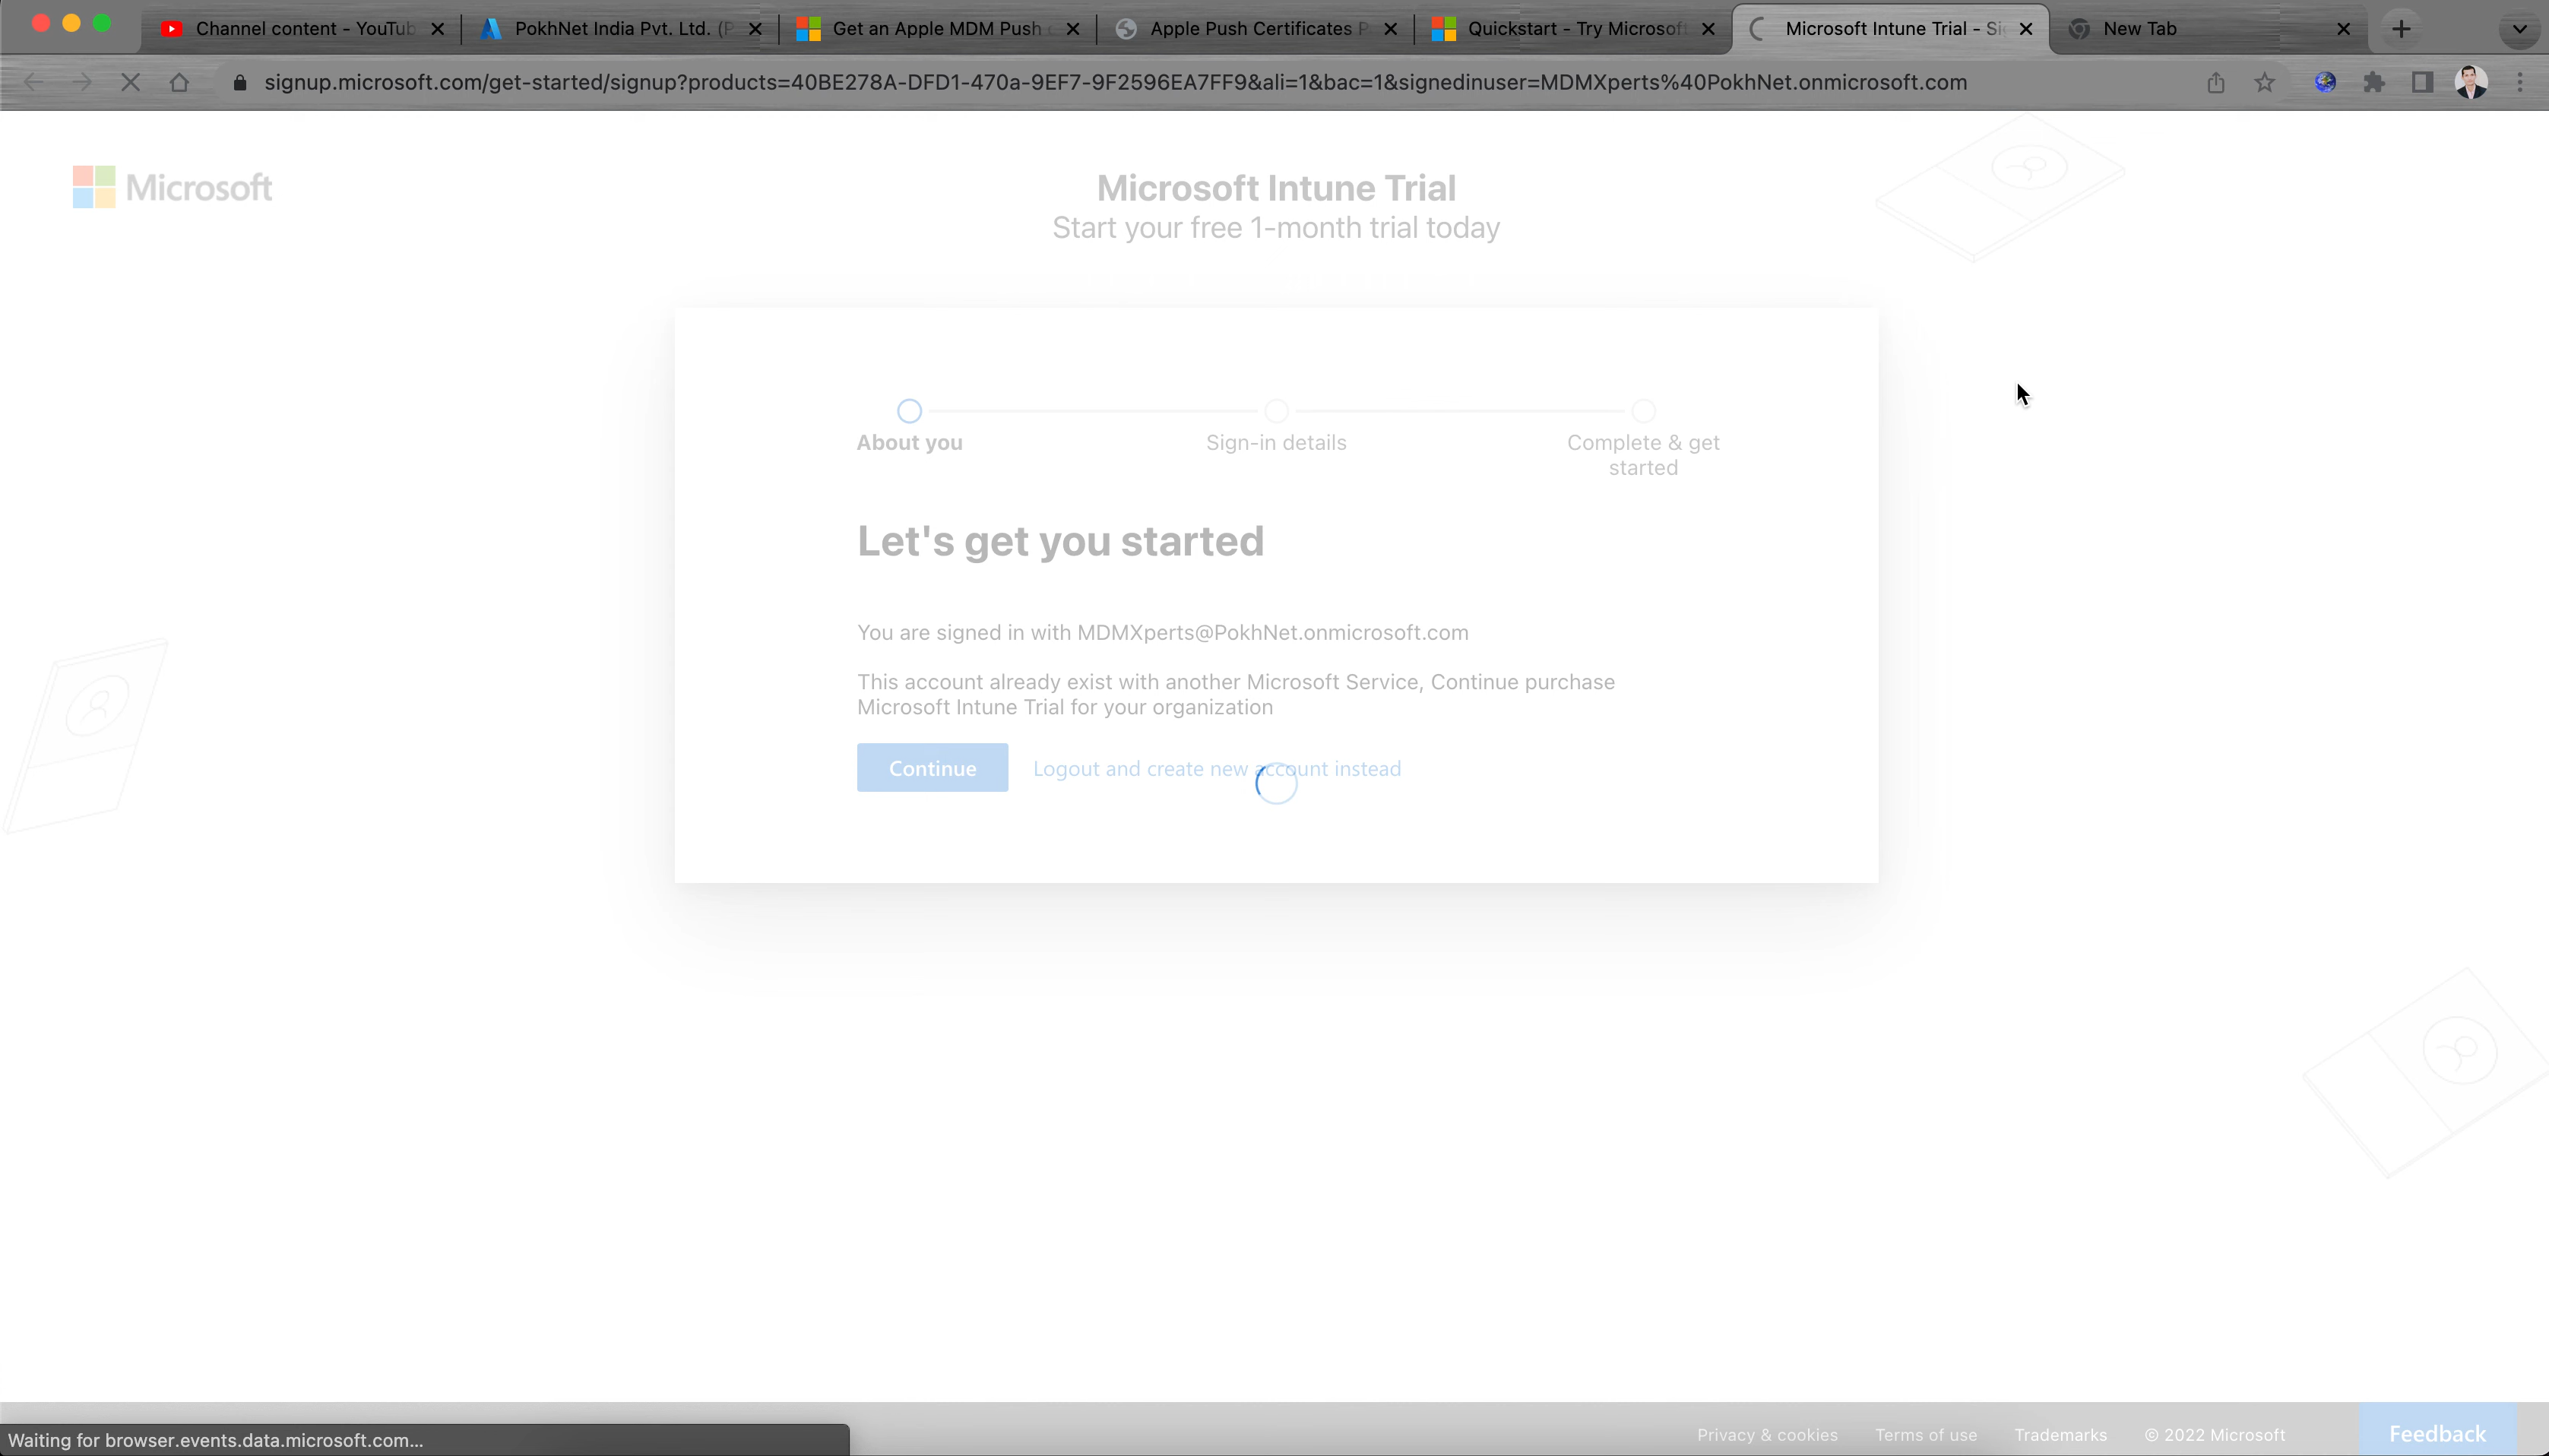 Channel content - YouTub
PokhNet India Pvt. Ltd. (P
Get an Apple MDM Push c
Apple Push Certificates P
Quickstart - Try Microsoft
Microsoft Intune Trial - Si
New Tab
signup.microsoft.com/get-started/signup?products=40BE278A-DFD1-470a-9EF7-9F2596EA7FF9&ali=1&bac=1&signedinuser=MDMXperts%40PokhNet.onmicrosoft.com
Microsoft
Microsoft Intune Trial
Start your free 1-month trial today
About you
Sign-in details
Complete & get
started
Let's get you started
You are signed in with MDMXperts@PokhNet.onmicrosoft.com
This account already exist with another Microsoft Service, Continue purchase
Microsoft Intune Trial for your organization
Continue
Logout and create new account instead
Waiting for browser.events.data.microsoft.com...
Privacy & cookies
Terms of use
Trademarks
© 2022 Microsoft
Feedback